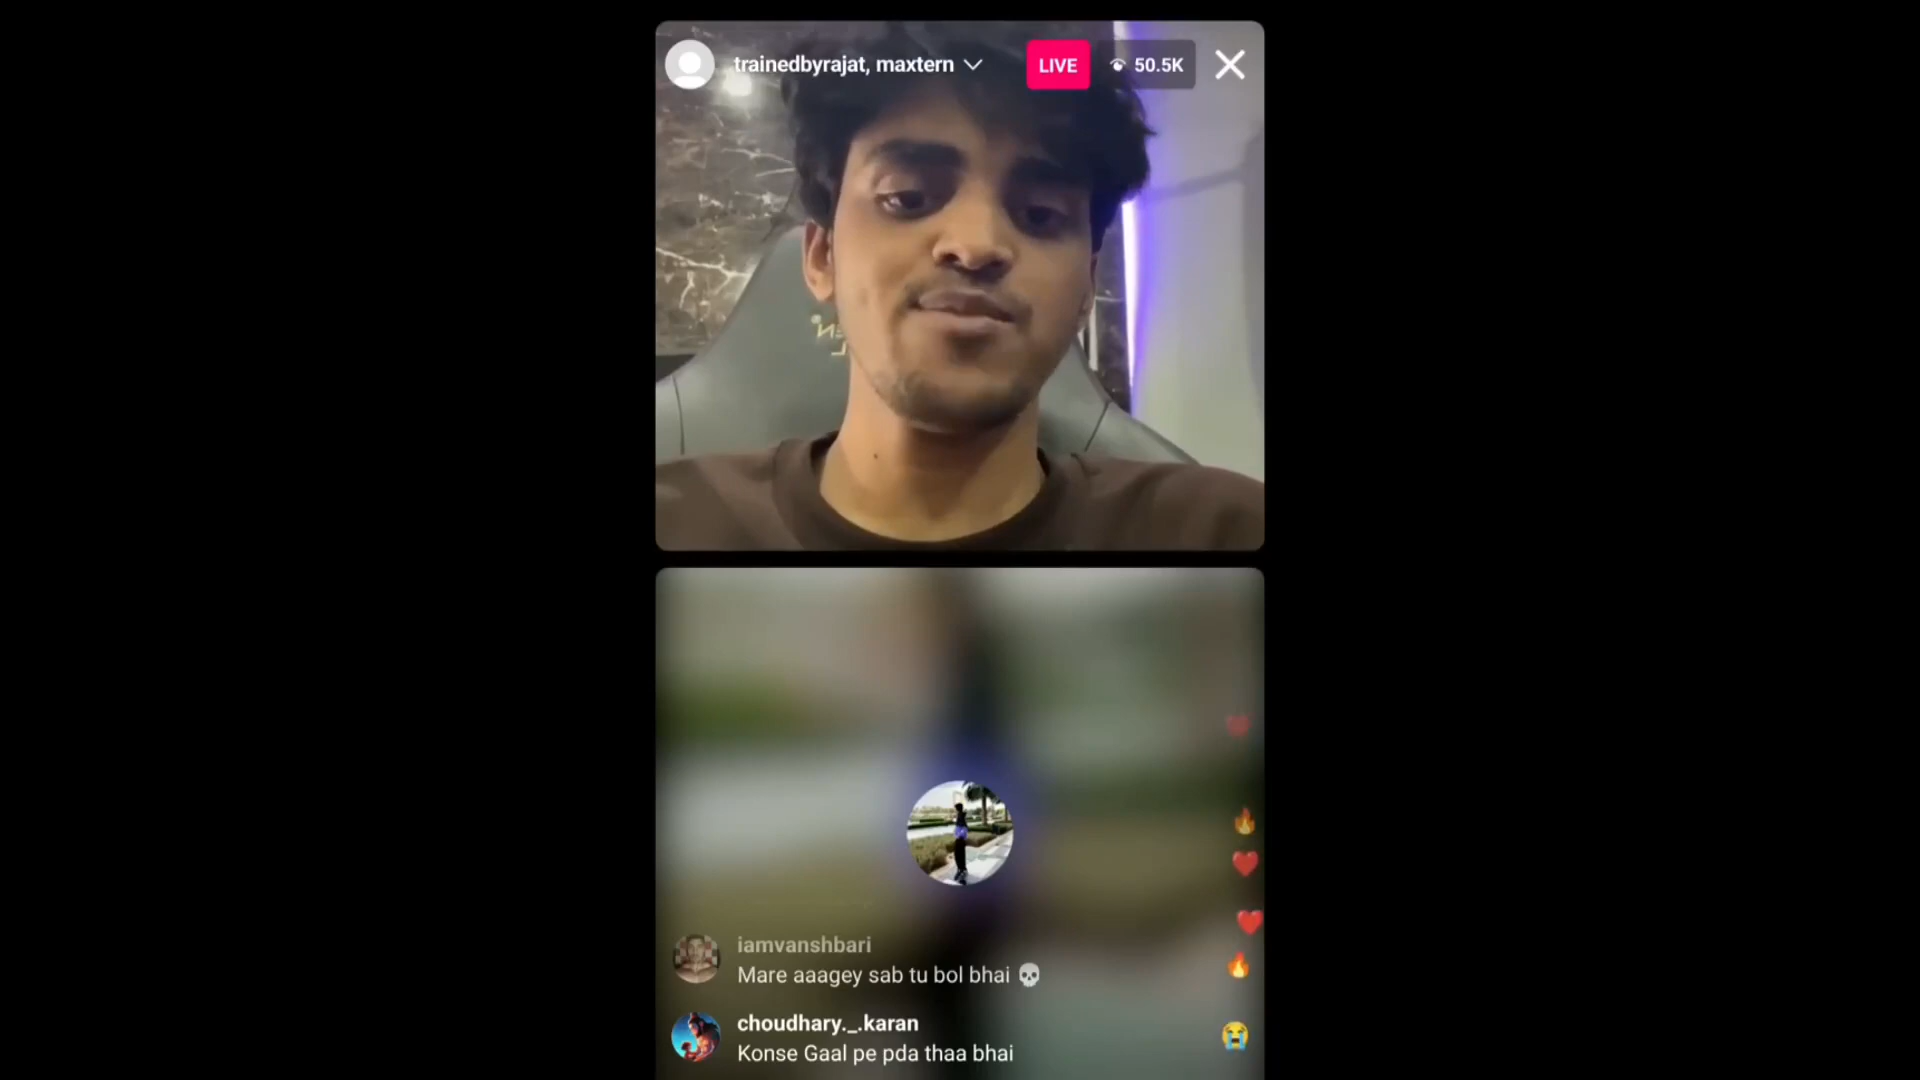 trainedbyrajat, maxtern
LIVE
50.5K
iamvanshbari
Mare aaagey sab tu bol bhai 💀
choudhary._.karan
Konse Gaal pe pda thaa bhai